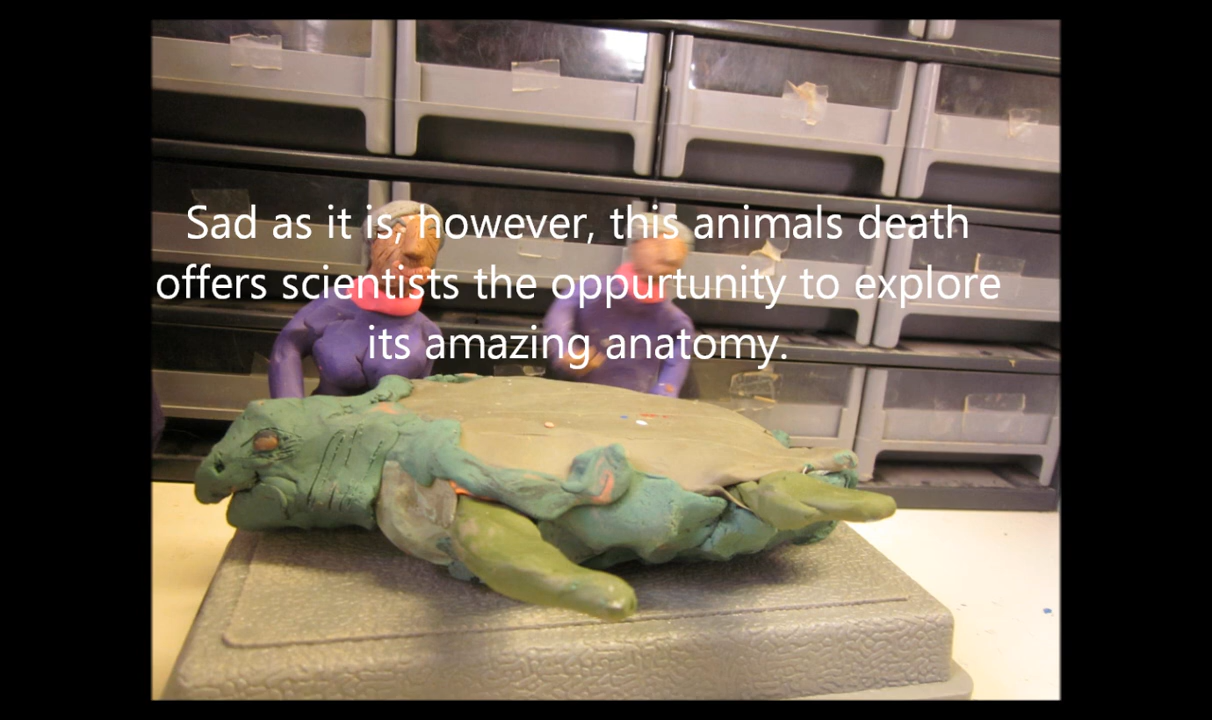 Sad as it is, however, this animals death
offers scientists the oppurtunity to explore
its amazing anatomy.